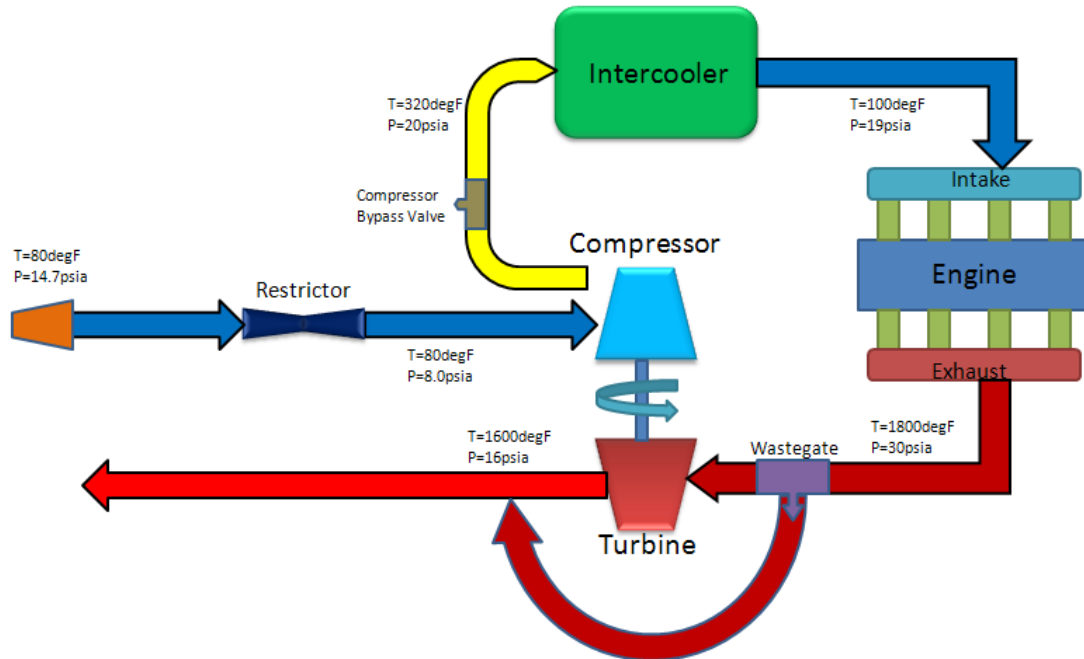 Intercooler
T=320degF
P=20psia
T=100degF
P=19psia
Intake
Compressor
Bypass Valve
Compressor
T=80degF
P=14.7psia
Restrictor
Engine
T=80degF
P=8.0psia
Exhaust
T=1600degF
P=16psia
Wastegate
T=1800degF
P=30psia
Turbine